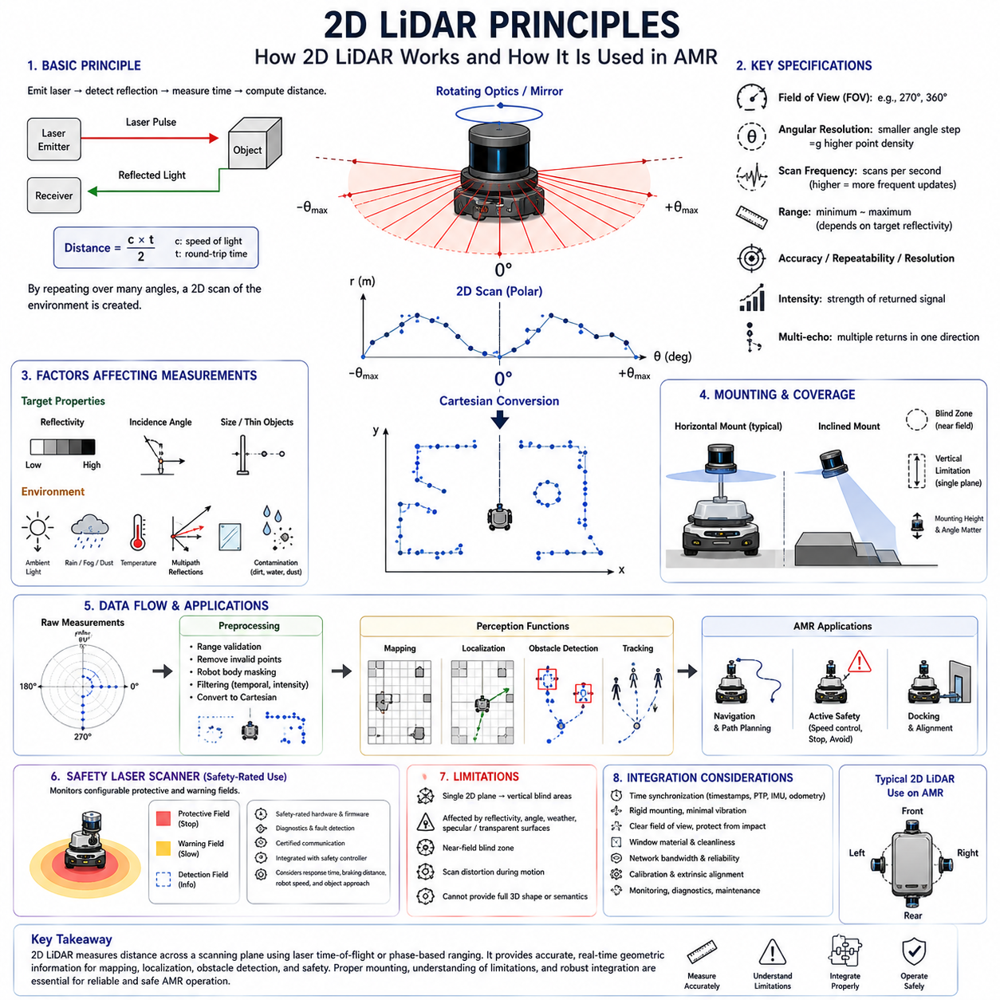 2D LiDAR PRINCIPLES
How 2D LiDAR Works and How It Is Used in AMR
1. BASIC PRINCIPLE
Emit laser → detect reflection → measure time → compute distance.
Laser
Emitter
Laser Pulse
Object
Reflected Light
Receiver
Distance = c × t / 2
c: speed of light
t: round-trip time
By repeating over many angles, a 2D scan of the
environment is created.
Rotating Optics / Mirror
-θmax
+θmax
0°
r (m)
2D Scan (Polar)
θ (deg)
-θmax
0°
+θmax
Cartesian Conversion
y
x
2. KEY SPECIFICATIONS
Field of View (FOV): e.g., 270°, 360°
θ
Angular Resolution: smaller angle step
=g higher point density
Scan Frequency: scans per second
(higher = more frequent updates)
Range: minimum ~ maximum
(depends on target reflectivity)
Accuracy / Repeatability / Resolution
Intensity: strength of returned signal
Multi-echo: multiple returns in one direction
3. FACTORS AFFECTING MEASUREMENTS
Target Properties
Reflectivity
Incidence Angle
Size / Thin Objects
Low
High
Environment
Ambient
Light
Rain / Fog / Dust
Temperature
Multipath
Reflections
Contamination
(dirt, water, dust)
4. MOUNTING & COVERAGE
Horizontal Mount (typical)
Inclined Mount
Blind Zone
(near field)
Vertical
Limitation
(single plane)
Mounting Height
& Angle Matter
5. DATA FLOW & APPLICATIONS
Raw Measurements
180°
0°
270°
Preprocessing
• Range validation
• Remove invalid points
• Robot body masking
• Filtering (temporal, intensity)
• Convert to Cartesian
Perception Functions
Mapping
Localization
Obstacle Detection
Tracking
AMR Applications
Navigation
& Path Planning
Active Safety
(Speed control,
Stop, Avoid)
Docking
& Alignment
6. SAFETY LASER SCANNER (Safety-Rated Use)
Monitors configurable protective and warning fields.
Protective Field
(Stop)
Warning Field
(Slow)
Detection Field
(Info)
Safety-rated hardware & firmware
Diagnostics & fault detection
Certified communication
Integrated with safety controller
Considers response time, braking distance,
robot speed, and object approach
7. LIMITATIONS
Single 2D plane → vertical blind areas
Affected by reflectivity, angle, weather,
specular / transparent surfaces
Near-field blind zone
Scan distortion during motion
Cannot provide full 3D shape or semantics
8. INTEGRATION CONSIDERATIONS
Time synchronization (timestamps, PTP, IMU, odometry)
Rigid mounting, minimal vibration
Clear field of view, protect from impact
Window material & cleanliness
Network bandwidth & reliability
Calibration & extrinsic alignment
Monitoring, diagnostics, maintenance
Typical 2D LiDAR
Use on AMR
Front
Left
Right
Rear
Key Takeaway
2D LiDAR measures distance across a scanning plane using laser time-of-flight or phase-based ranging. It provides accurate, real-time geometric
information for mapping, localization, obstacle detection, and safety. Proper mounting, understanding of limitations, and robust integration are
essential for reliable and safe AMR operation.
Measure
Accurately
Understand
Limitations
Integrate
Properly
Operate
Safely